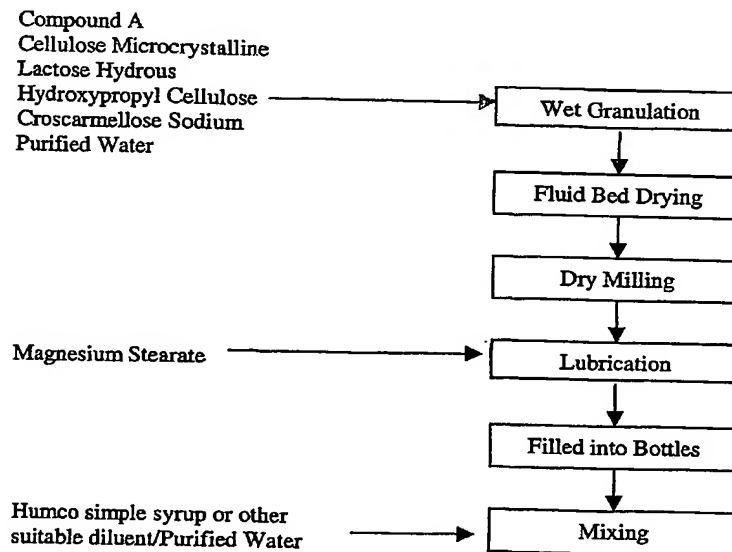 Compound A
Cellulose Microcrystalline
Lactose Hydrous
Hydroxypropyl Cellulose
Croscarmellose Sodium
Purified Water
Wet Granulation
Fluid Bed Drying
Dry Milling
Magnesium Stearate
Lubrication
Filled into Bottles
Humco simple syrup or other
suitable diluent/Purified Water
Mixing